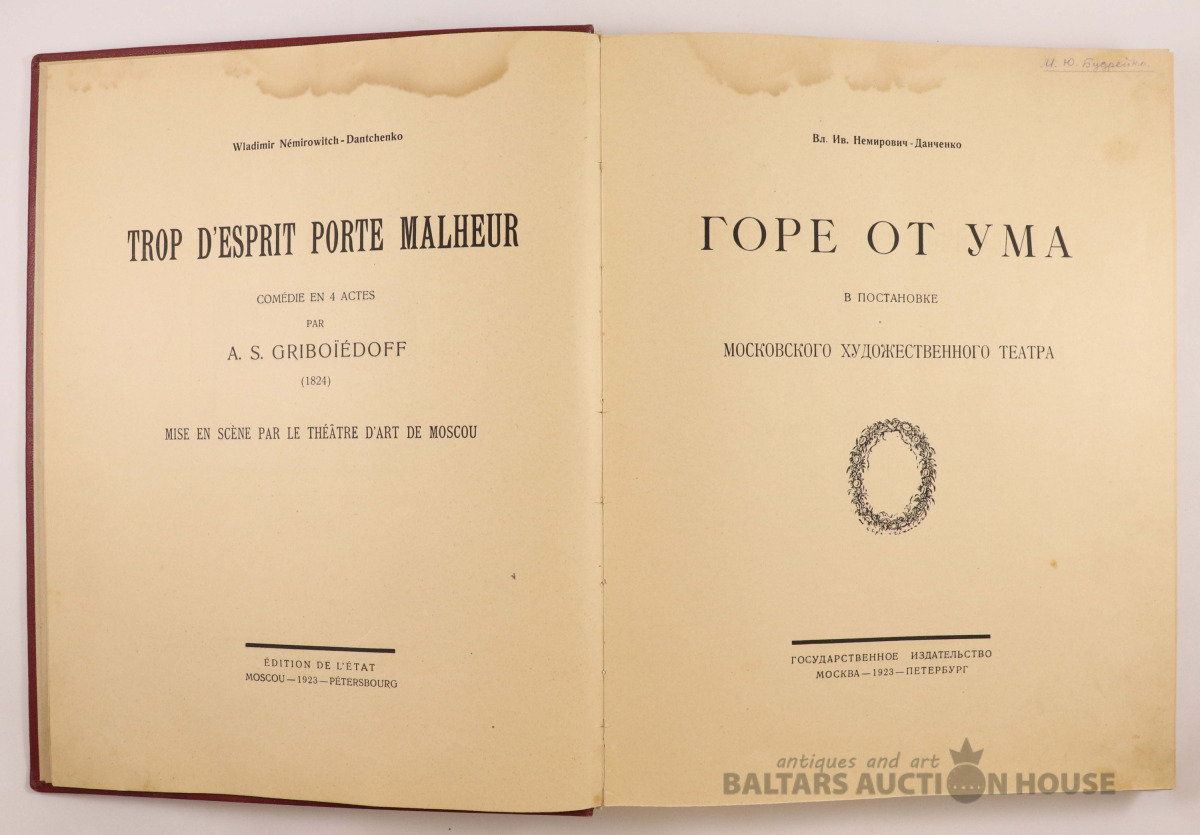 Wladimir Némirowitch-Dantchenko
TROP D'ESPRIT PORTE MALHEUR
COMÉDIE EN 4 ACTES
PAR
A. S. GRIBOÏÉDOFF
(1824)
MISE EN SCÈNE PAR LE THÉÂTRE D'ART DE MOSCOU
ÉDITION DE L'ÉTAT
MOSCOU—1923—PÉTERSBOURG
М. Ю.
Вл. Ив. Немирович-Данченко
ГОРЕ ОТ УМА
В ПОСТАНОВКЕ
МОСКОВСКОГО ХУДОЖЕСТВЕННОГО ТЕАТРА
ГОСУДАРСТВЕННОЕ ИЗДАТЕЛЬСТВО
МОСКВА—1923—ПЕТЕРБУРГ
antiques and art
BALTARS AUCTION HOUSE